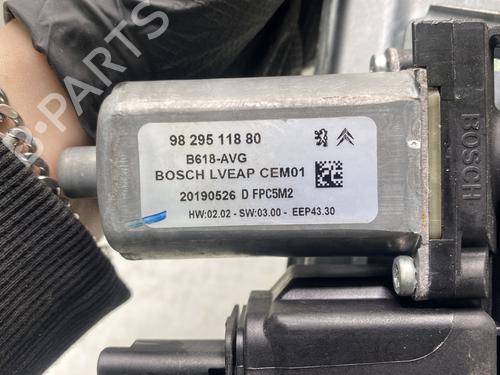 98 295 118 80
B618-AVG
BOSCH LVEAP CEM01
20190526 D FPC5M2
HW:02.02 - SW:03.00 - EEP43.30
BOSCH
B-PARTS